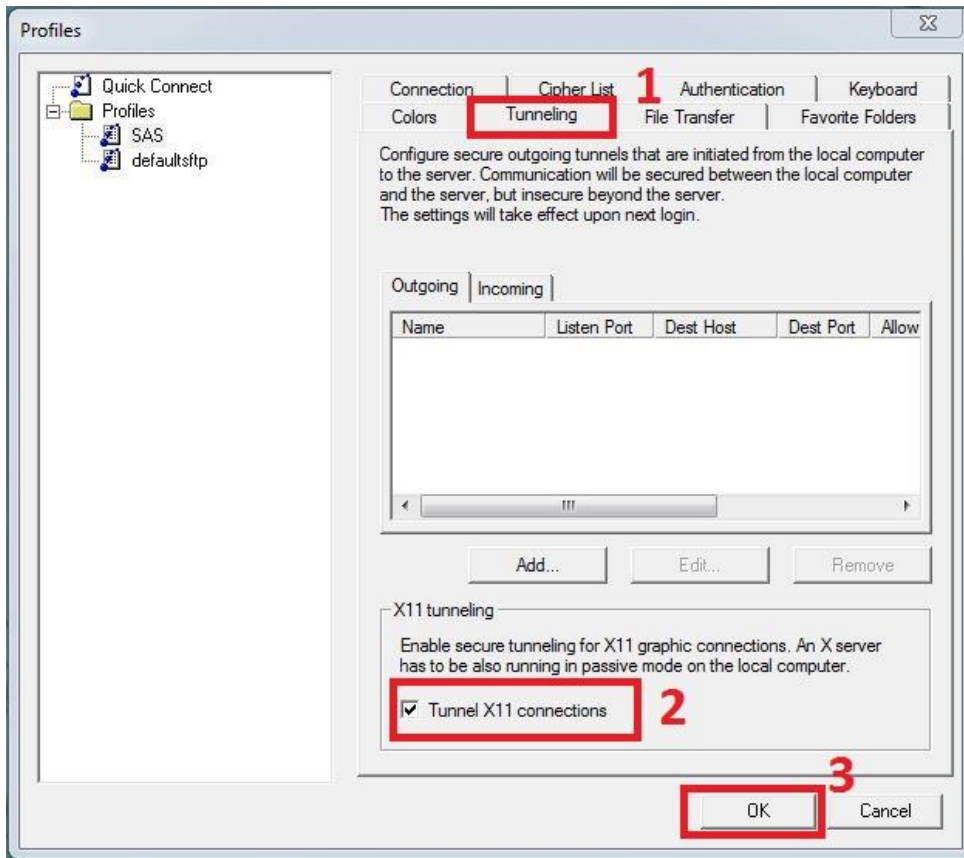 Profiles
Quick Connect
Profiles
SAS
defaultsftp
Connection Cipher List 1 Authentication Keyboard
Colors Tunneling File Transfer Favorite Folders
Configure secure outgoing tunnels that are initiated from the local computer
to the server. Communication will be secured between the local computer
and the server, but insecure beyond the server.
The settings will take effect upon next login.
Outgoing Incoming
Name Listen Port Dest Host Dest Port Allow
Add... Edit... Remove
X11 tunneling
Enable secure tunneling for X11 graphic connections. An X server
has to be also running in passive mode on the local computer.
Tunnel X11 connections 2
3
OK Cancel